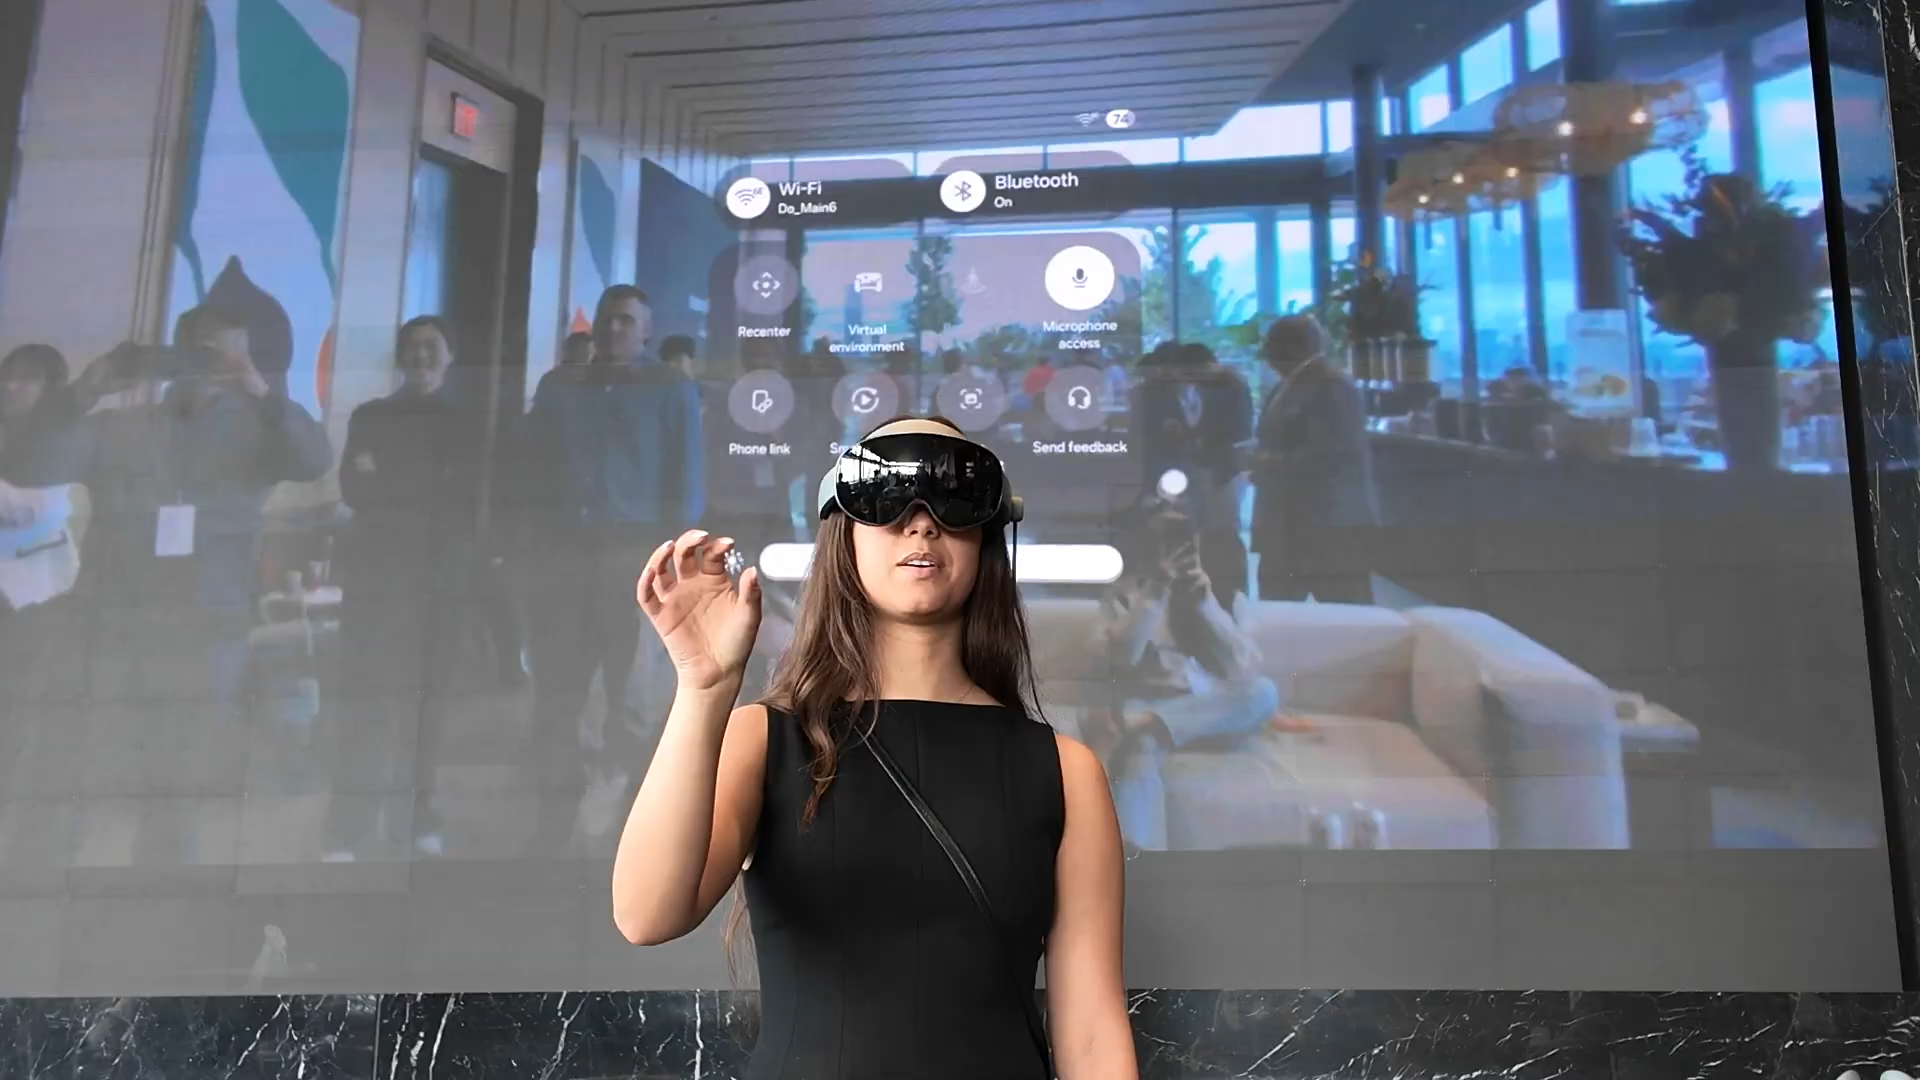 74
Wi-Fi
Do_Main6
Bluetooth
On
Recenter
Virtual
environment
Microphone
access
Phone link
Send feedback